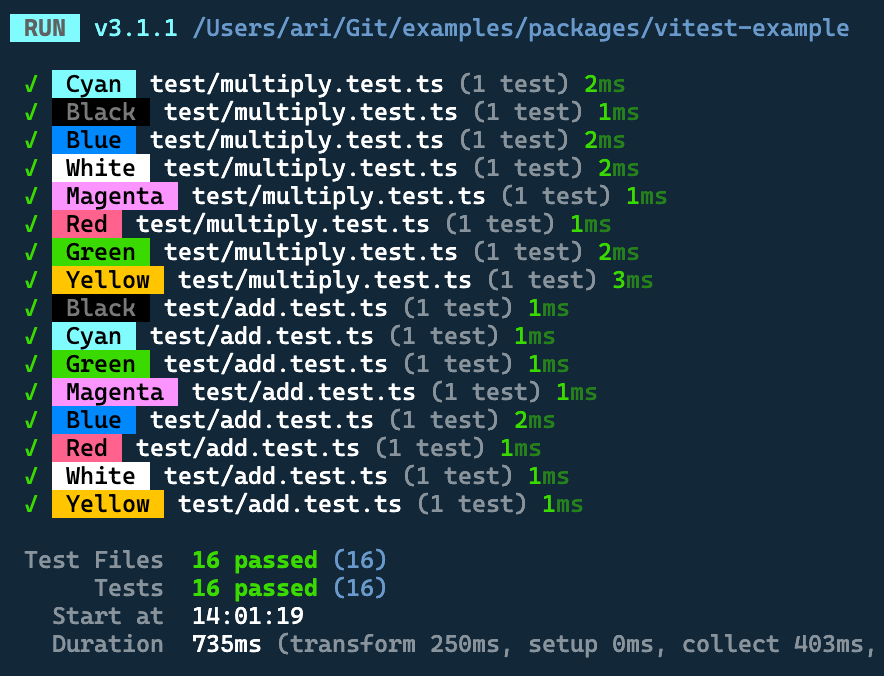 RUN v3.1.1 /Users/ari/Git/examples/packages/vitest-example
✓ Cyan test/multiply.test.ts (1 test) 2ms
✓ Black test/multiply.test.ts (1 test) 1ms
✓ Blue test/multiply.test.ts (1 test) 2ms
✓ White test/multiply.test.ts (1 test) 2ms
✓ Magenta test/multiply.test.ts (1 test) 1ms
✓ Red test/multiply.test.ts (1 test) 1ms
✓ Green test/multiply.test.ts (1 test) 2ms
✓ Yellow test/multiply.test.ts (1 test) 3ms
✓ Black test/add.test.ts (1 test) 1ms
✓ Cyan test/add.test.ts (1 test) 1ms
✓ Green test/add.test.ts (1 test) 1ms
✓ Magenta test/add.test.ts (1 test) 1ms
✓ Blue test/add.test.ts (1 test) 2ms
✓ Red test/add.test.ts (1 test) 1ms
✓ White test/add.test.ts (1 test) 1ms
✓ Yellow test/add.test.ts (1 test) 1ms
Test Files 16 passed (16)
Tests 16 passed (16)
Start at 14:01:19
Duration 735ms (transform 250ms, setup 0ms, collect 403ms,